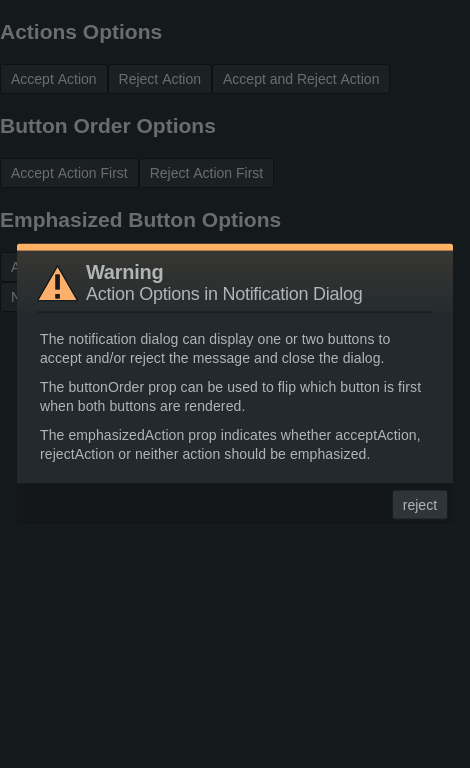 Actions Options
Accept Action Reject Action Accept and Reject Action
Button Order Options
Accept Action First Reject Action First
Emphasized Button Options
Warning
Action Options in Notification Dialog
The notification dialog can display one or two buttons to
accept and/or reject the message and close the dialog.
The buttonOrder prop can be used to flip which button is first
when both buttons are rendered.
The emphasizedAction prop indicates whether acceptAction,
rejectAction or neither action should be emphasized.
reject